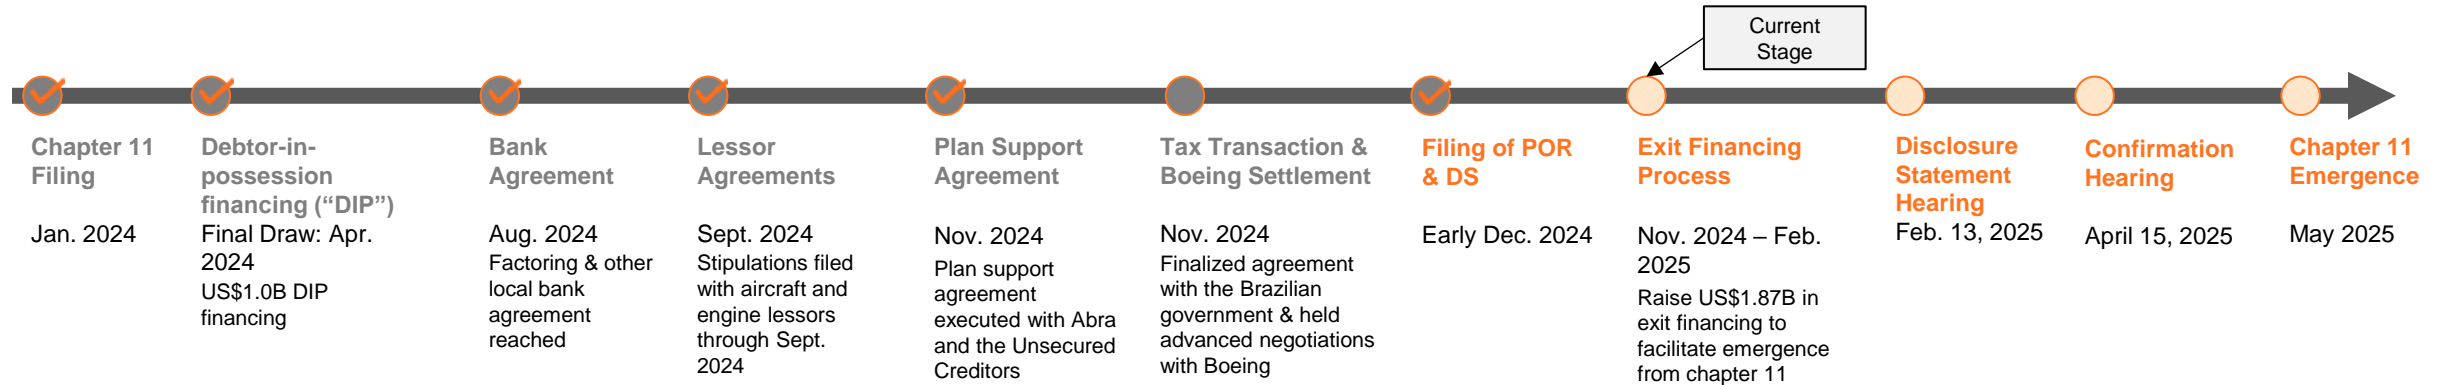 Current
Stage
Chapter 11
Filing
Jan. 2024
Debtor-in-
possession
financing (“DIP”)
Final Draw: Apr.
2024
US$1.0B DIP
financing
Bank
Agreement
Aug. 2024
Factoring & other
local bank
agreement
reached
Lessor
Agreements
Sept. 2024
Stipulations filed
with aircraft and
engine lessors
through Sept.
2024
Plan Support
Agreement
Nov. 2024
Plan support
agreement
executed with Abra
and the Unsecured
Creditors
Tax Transaction &
Boeing Settlement
Nov. 2024
Finalized agreement
with the Brazilian
government & held
advanced negotiations
with Boeing
Filing of POR
& DS
Early Dec. 2024
Exit Financing
Process
Nov. 2024 – Feb.
2025
Raise US$1.87B in
exit financing to
facilitate emergence
from chapter 11
Disclosure
Statement
Hearing
Feb. 13, 2025
Confirmation
Hearing
April 15, 2025
Chapter 11
Emergence
May 2025